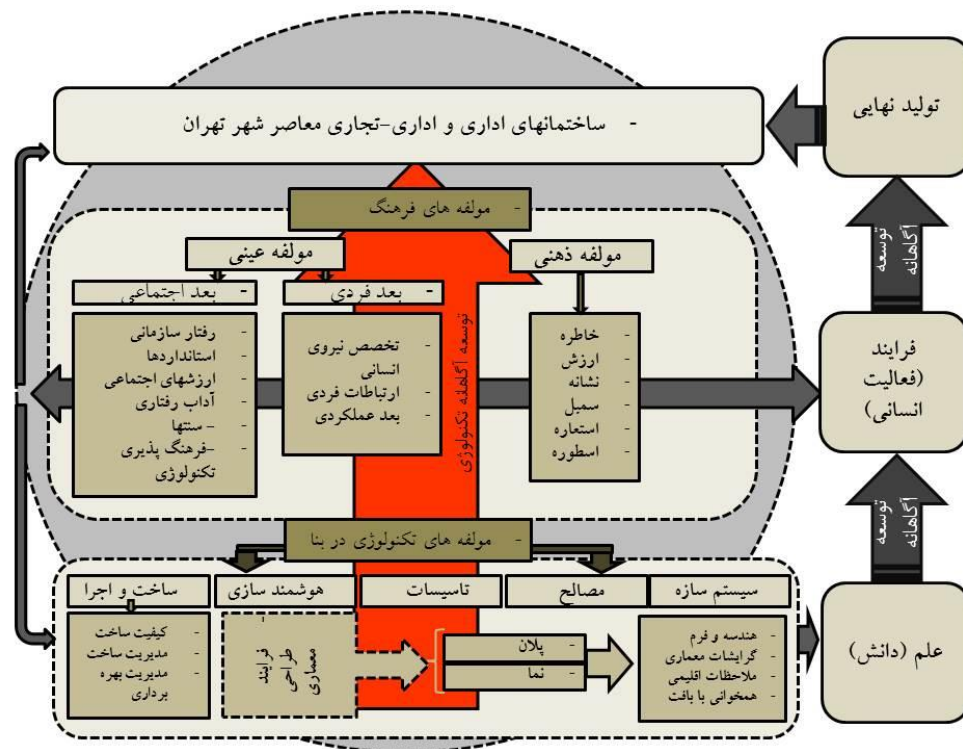 تولید نهایی
- ساختمانهای اداری و اداری-تجاری معاصر شهر تهران
توسعه
آگاهانه
- مولفه های فرهنگ
مولفه ذهنی
مولفه عینی
- بعد فردی
- بعد اجتماعی
- خاطره
- ارزش
- نشانه
- سمبل
- استعاره
- اسطوره
- تخصص نیروی
انسانی
- ارتباطات فردی
- بعد عملکردی
- رفتار سازمانی
- استانداردها
- ارزشهای اجتماعی
- آداب رفتاری
- -سنتها
- -فرهنگ پذیری
تکنولوژی
توسعه آگاهانه تکنولوژی
فرایند
(فعالیت
انسانی)
توسعه
آگاهانه
- مولفه های تکنولوژی در بنا
سیستم سازه
مصالح
تاسیسات
هوشمند سازی
ساخت و اجرا
- هندسه و فرم
- گرایشات معماری
- ملاحظات اقلیمی
- همخوانی با بافت
- پلان
- نما
- فرایند
طراحی
معماری
- کیفیت ساخت
- مدیریت ساخت
- مدیریت بهره
برداری
علم (دانش)